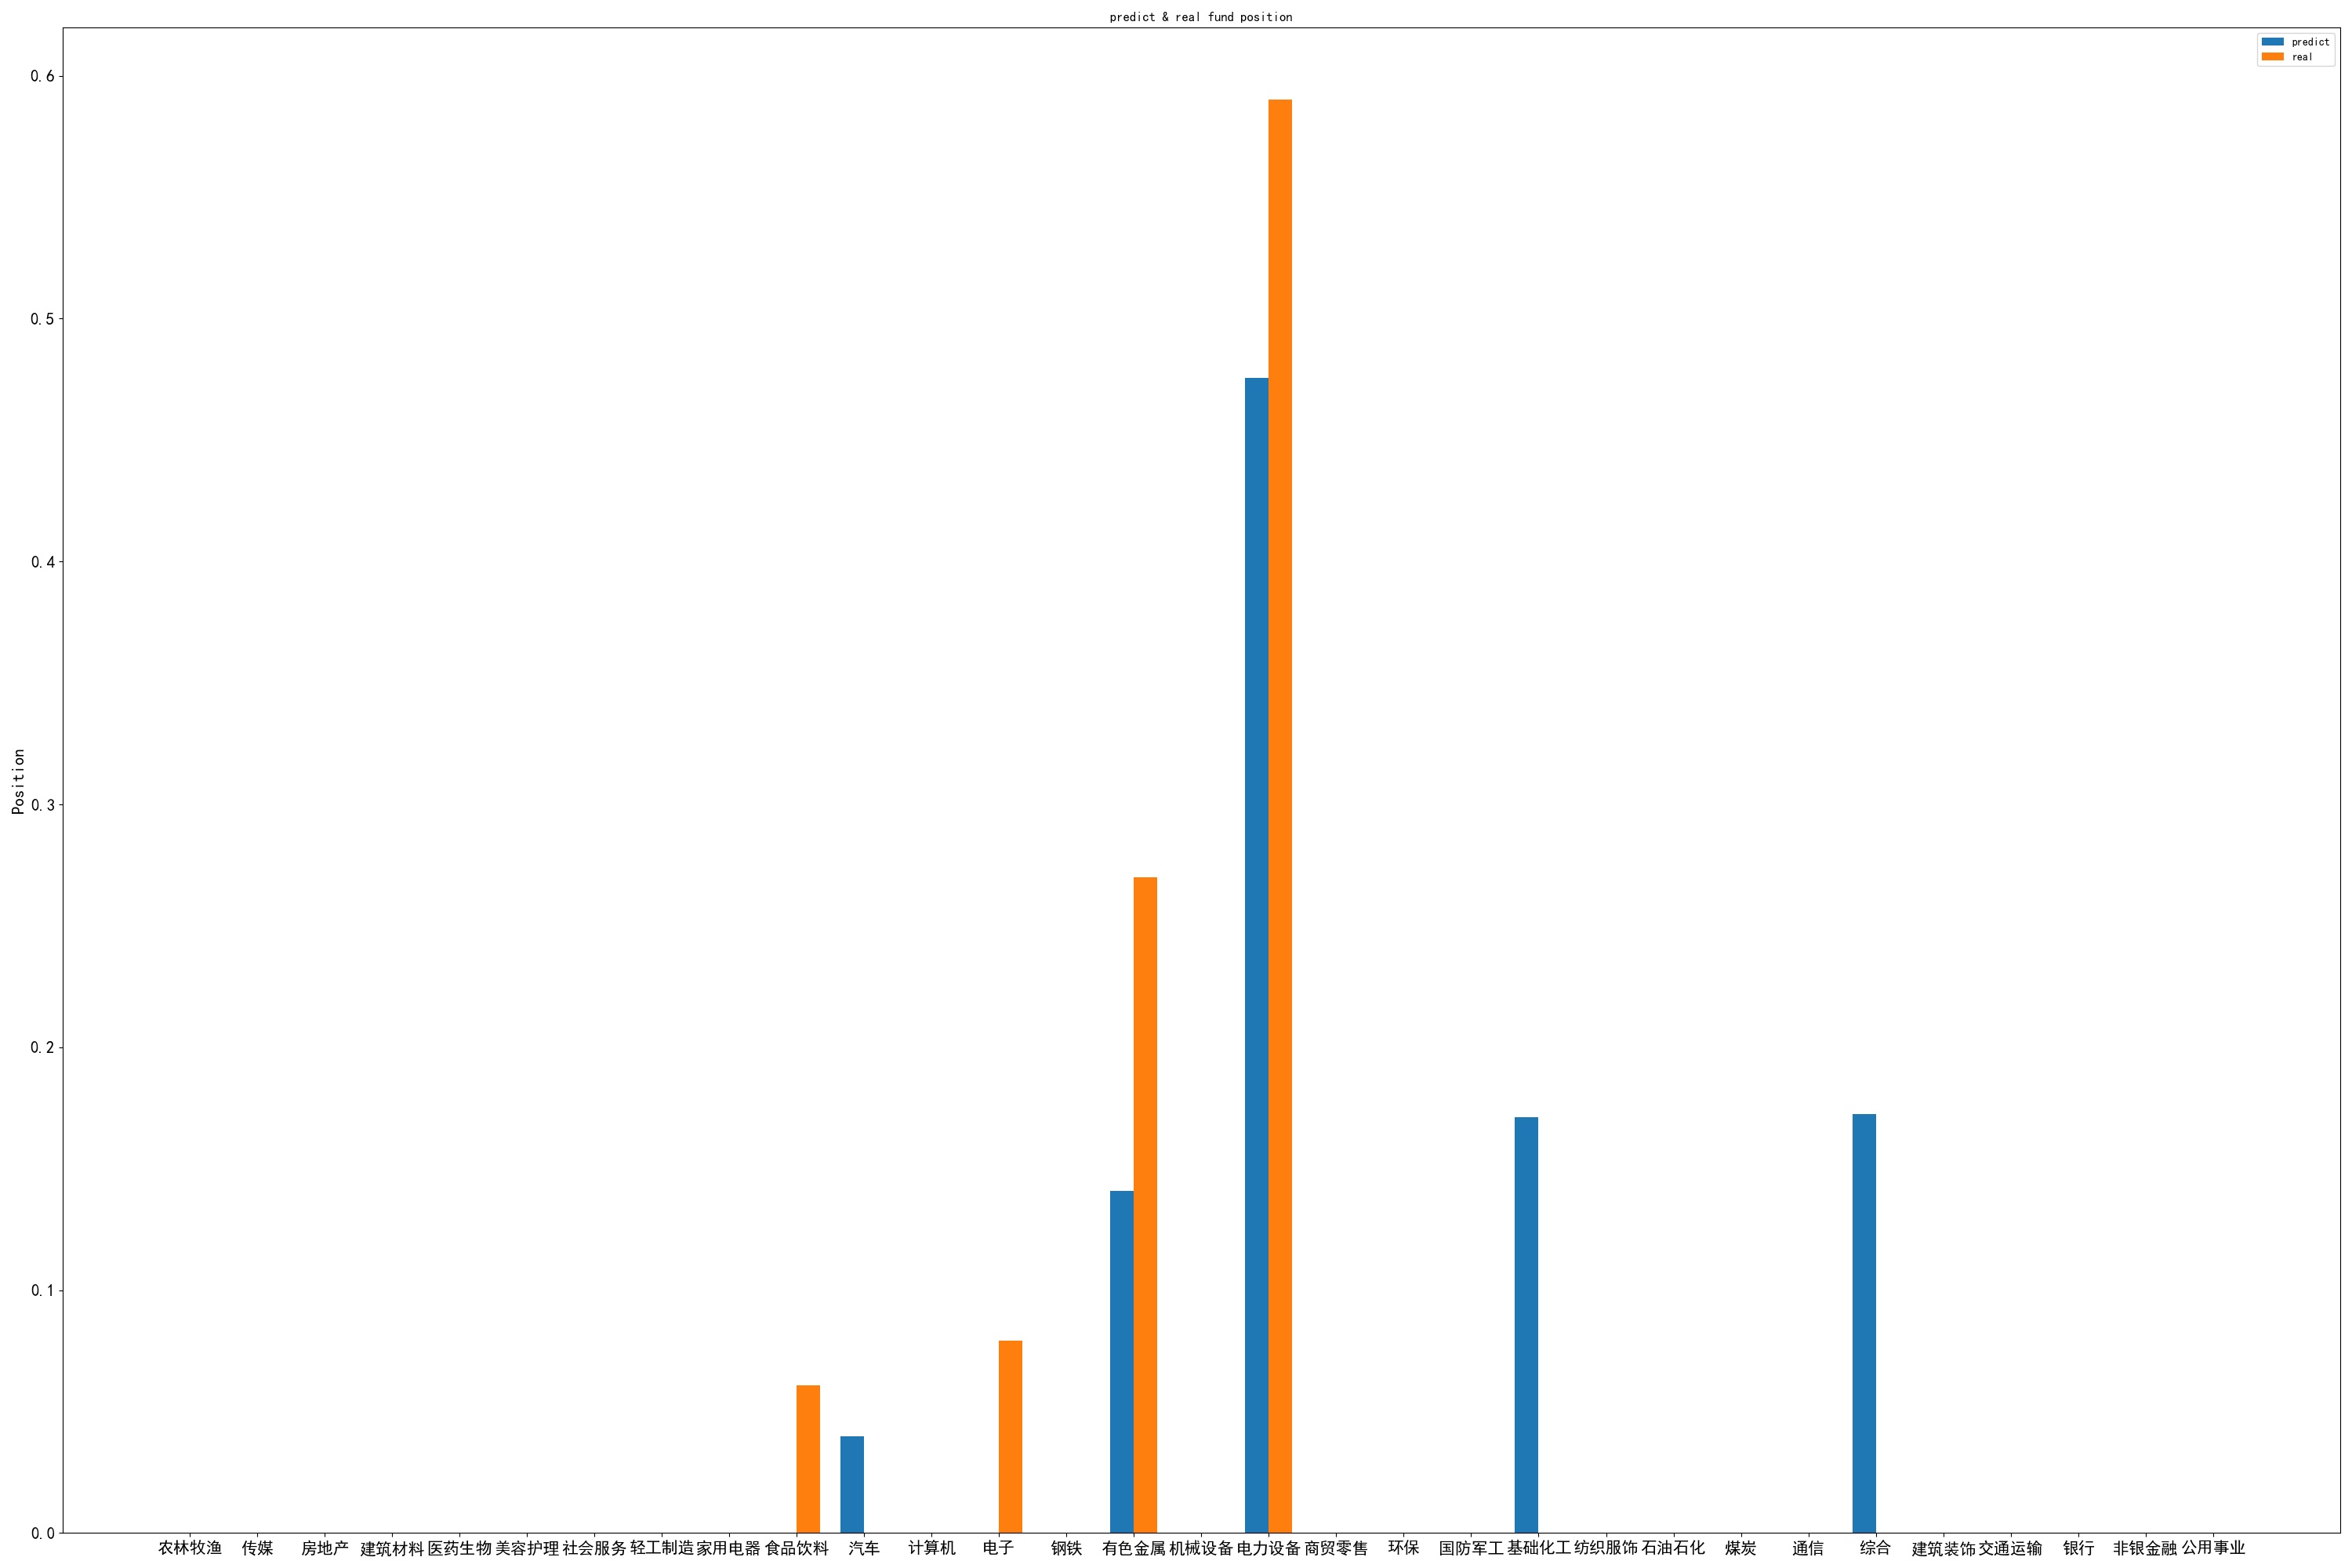 predict & real fund position
predict
real
0.6
0.5
0.4
0.3
0.2
0.1
0.0
Position
农林牧渔 传媒 房地产 建筑材料 医药生物 美容护理 社会服务 轻工制造 家用电器 食品饮料 汽车 计算机 电子 钢铁 有色金属 机械设备 电力设备 商贸零售 环保 国防军工 基础化工 纺织服饰 石油石化 煤炭 通信 综合 建筑装饰 交通运输 银行 非银金融 公用事业